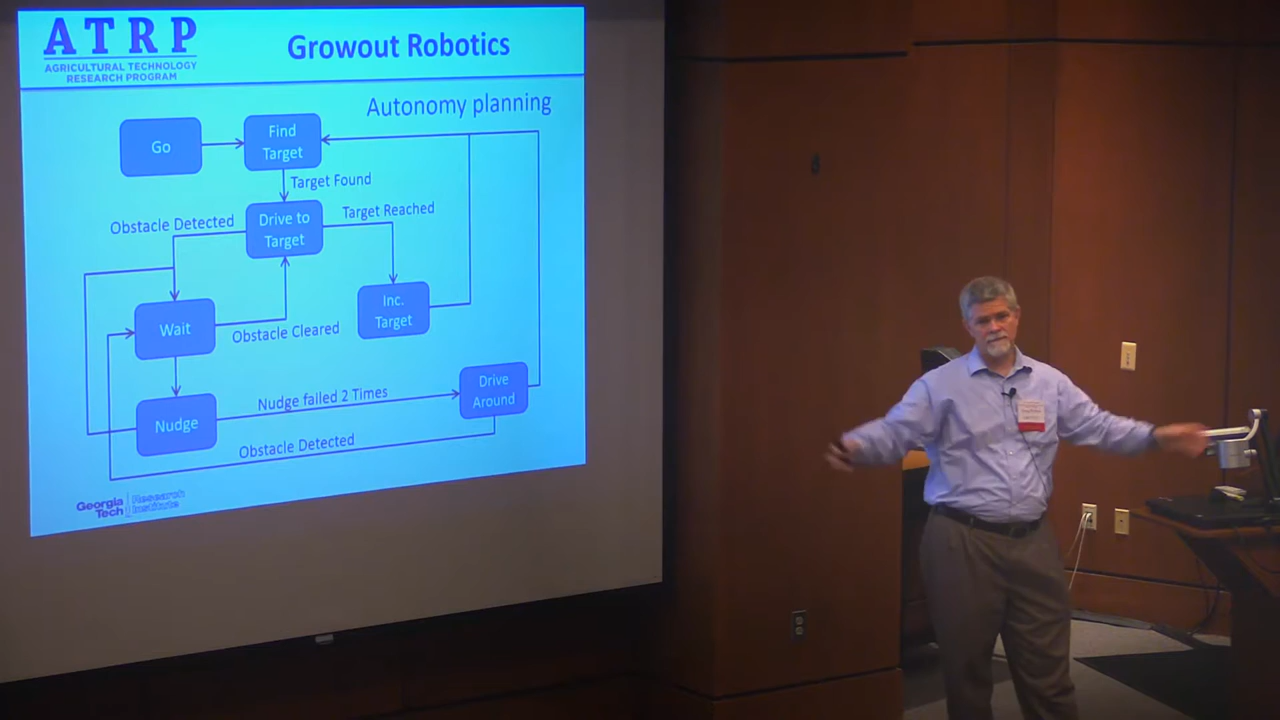 ATRP
AGRICULTURAL TECHNOLOGY
RESEARCH PROGRAM
Growout Robotics
Autonomy planning
Go
Find
Target
Target Found
Obstacle Detected
Drive to
Target
Target Reached
Wait
Obstacle Cleared
Inc.
Target
Nudge
Nudge failed 2 Times
Drive
Around
Obstacle Detected
Georgia
Tech
Research
Institute